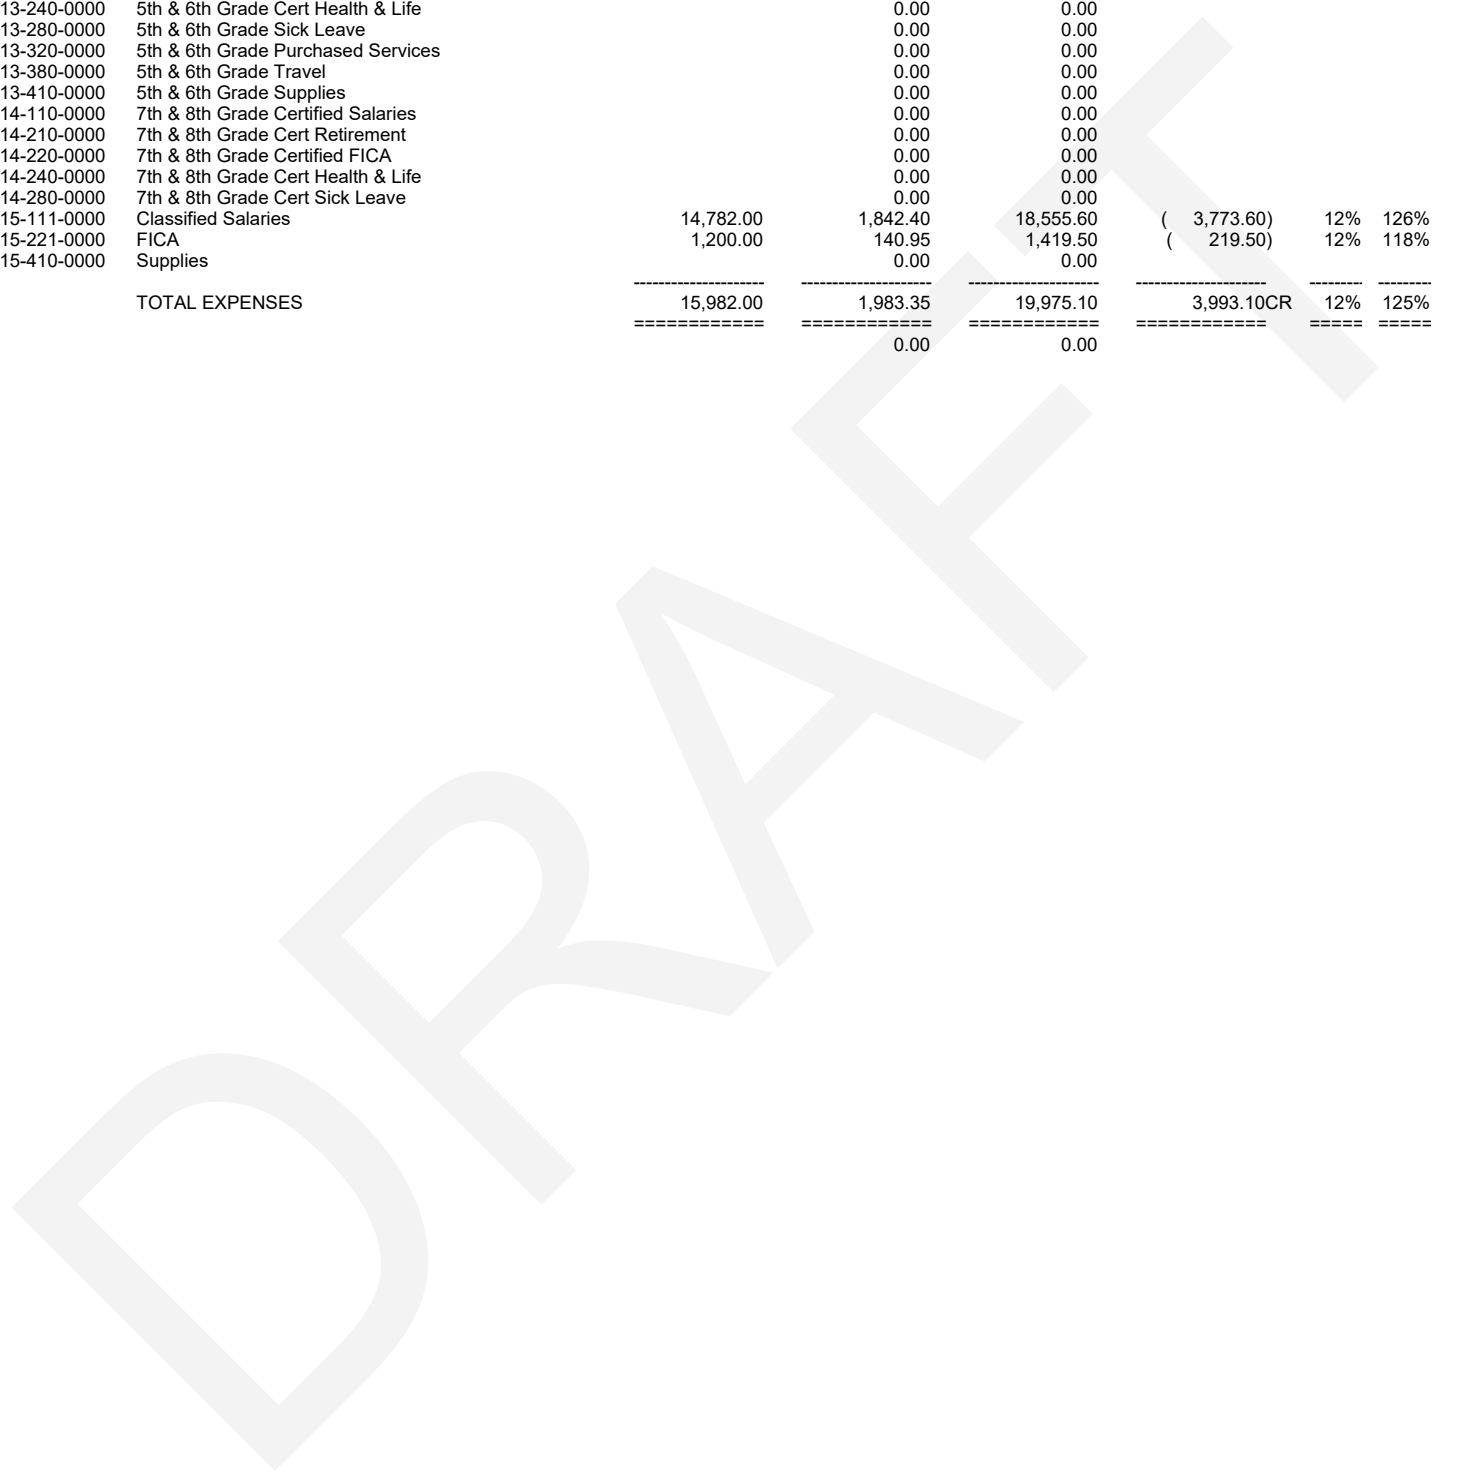 13-240-0000 5th & 6th Grade Cert Health & Life 0.00 0.00
13-280-0000 5th & 6th Grade Sick Leave 0.00 0.00
13-320-0000 5th & 6th Grade Purchased Services 0.00 0.00
13-380-0000 5th & 6th Grade Travel 0.00 0.00
13-410-0000 5th & 6th Grade Supplies 0.00 0.00
14-110-0000 7th & 8th Grade Certified Salaries 0.00 0.00
14-210-0000 7th & 8th Grade Cert Retirement 0.00 0.00
14-220-0000 7th & 8th Grade Certified FICA 0.00 0.00
14-240-0000 7th & 8th Grade Cert Health & Life 0.00 0.00
14-280-0000 7th & 8th Grade Cert Sick Leave 0.00 0.00
15-111-0000 Classified Salaries 14,782.00 1,842.40 18,555.60 ( 3,773.60) 12% 126%
15-221-0000 FICA 1,200.00 140.95 1,419.50 ( 219.50) 12% 118%
15-410-0000 Supplies 0.00 0.00
--------------------- --------------------- --------------------- --------------------- --------- ---------
TOTAL EXPENSES 15,982.00 1,983.35 19,975.10 3,993.10CR 12% 125%
============ ============ ============ ============ ===== =====
0.00 0.00
DRAFT